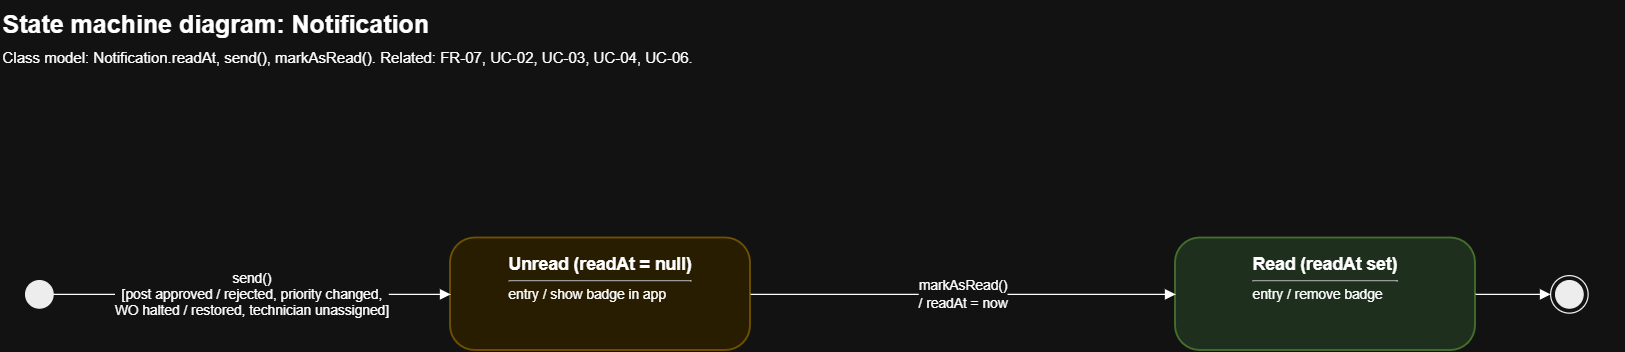 State machine diagram: Notification
Class model: Notification.readAt, send(), markAsRead(). Related: FR-07, UC-02, UC-03, UC-04, UC-06.
send()
[post approved / rejected, priority changed,
WO halted / restored, technician unassigned]
Unread (readAt = null)
entry / show badge in app
markAsRead()
/ readAt = now
Read (readAt set)
entry / remove badge